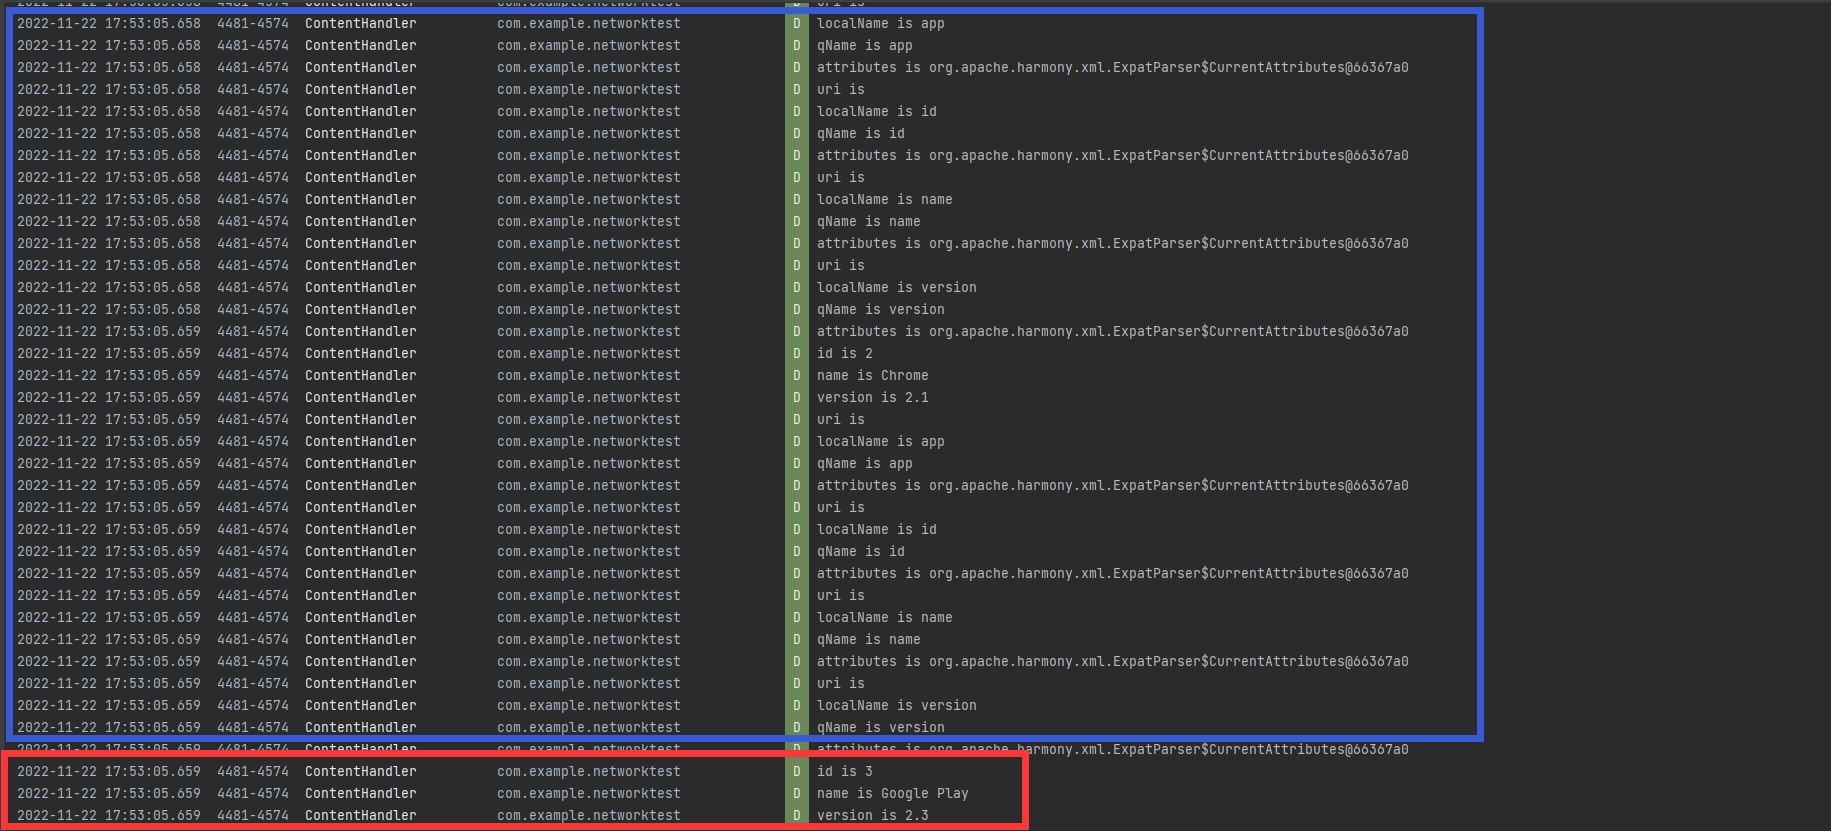 2022-11-22 17:53:05.658 4481-4574 ContentHandler com.example.networktest D uri is
2022-11-22 17:53:05.658 4481-4574 ContentHandler com.example.networktest D localName is app
2022-11-22 17:53:05.658 4481-4574 ContentHandler com.example.networktest D qName is app
2022-11-22 17:53:05.658 4481-4574 ContentHandler com.example.networktest D attributes is org.apache.harmony.xml.ExpatParser$CurrentAttributes@66367a0
2022-11-22 17:53:05.658 4481-4574 ContentHandler com.example.networktest D uri is
2022-11-22 17:53:05.658 4481-4574 ContentHandler com.example.networktest D localName is id
2022-11-22 17:53:05.658 4481-4574 ContentHandler com.example.networktest D qName is id
2022-11-22 17:53:05.658 4481-4574 ContentHandler com.example.networktest D attributes is org.apache.harmony.xml.ExpatParser$CurrentAttributes@66367a0
2022-11-22 17:53:05.658 4481-4574 ContentHandler com.example.networktest D uri is
2022-11-22 17:53:05.658 4481-4574 ContentHandler com.example.networktest D localName is name
2022-11-22 17:53:05.658 4481-4574 ContentHandler com.example.networktest D qName is name
2022-11-22 17:53:05.658 4481-4574 ContentHandler com.example.networktest D attributes is org.apache.harmony.xml.ExpatParser$CurrentAttributes@66367a0
2022-11-22 17:53:05.658 4481-4574 ContentHandler com.example.networktest D uri is
2022-11-22 17:53:05.658 4481-4574 ContentHandler com.example.networktest D localName is version
2022-11-22 17:53:05.658 4481-4574 ContentHandler com.example.networktest D qName is version
2022-11-22 17:53:05.659 4481-4574 ContentHandler com.example.networktest D attributes is org.apache.harmony.xml.ExpatParser$CurrentAttributes@66367a0
2022-11-22 17:53:05.659 4481-4574 ContentHandler com.example.networktest D id is 2
2022-11-22 17:53:05.659 4481-4574 ContentHandler com.example.networktest D name is Chrome
2022-11-22 17:53:05.659 4481-4574 ContentHandler com.example.networktest D version is 2.1
2022-11-22 17:53:05.659 4481-4574 ContentHandler com.example.networktest D uri is
2022-11-22 17:53:05.659 4481-4574 ContentHandler com.example.networktest D localName is app
2022-11-22 17:53:05.659 4481-4574 ContentHandler com.example.networktest D qName is app
2022-11-22 17:53:05.659 4481-4574 ContentHandler com.example.networktest D attributes is org.apache.harmony.xml.ExpatParser$CurrentAttributes@66367a0
2022-11-22 17:53:05.659 4481-4574 ContentHandler com.example.networktest D uri is
2022-11-22 17:53:05.659 4481-4574 ContentHandler com.example.networktest D localName is id
2022-11-22 17:53:05.659 4481-4574 ContentHandler com.example.networktest D qName is id
2022-11-22 17:53:05.659 4481-4574 ContentHandler com.example.networktest D attributes is org.apache.harmony.xml.ExpatParser$CurrentAttributes@66367a0
2022-11-22 17:53:05.659 4481-4574 ContentHandler com.example.networktest D uri is
2022-11-22 17:53:05.659 4481-4574 ContentHandler com.example.networktest D localName is name
2022-11-22 17:53:05.659 4481-4574 ContentHandler com.example.networktest D qName is name
2022-11-22 17:53:05.659 4481-4574 ContentHandler com.example.networktest D attributes is org.apache.harmony.xml.ExpatParser$CurrentAttributes@66367a0
2022-11-22 17:53:05.659 4481-4574 ContentHandler com.example.networktest D uri is
2022-11-22 17:53:05.659 4481-4574 ContentHandler com.example.networktest D localName is version
2022-11-22 17:53:05.659 4481-4574 ContentHandler com.example.networktest D qName is version
2022-11-22 17:53:05.659 4481-4574 ContentHandler com.example.networktest D attributes is org.apache.harmony.xml.ExpatParser$CurrentAttributes@66367a0
2022-11-22 17:53:05.659 4481-4574 ContentHandler com.example.networktest D id is 3
2022-11-22 17:53:05.659 4481-4574 ContentHandler com.example.networktest D name is Google Play
2022-11-22 17:53:05.659 4481-4574 ContentHandler com.example.networktest D version is 2.3